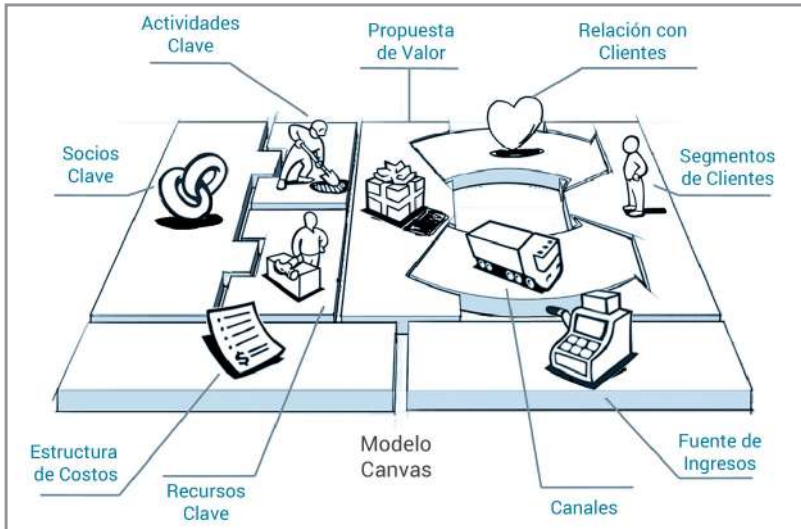 Actividades
Clave
Propuesta
de Valor
Relación con
Clientes
Socios
Clave
Segmentos
de Clientes
Estructura
de Costos
Recursos
Clave
Modelo
Canvas
Canales
Fuente de
Ingresos